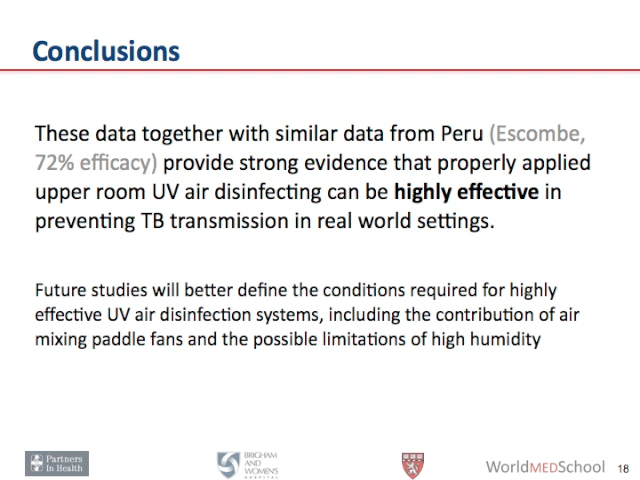 Conclusions
These data together with similar data from Peru (Escombe,
72% efficacy) provide strong evidence that properly applied
upper room UV air disinfecting can be highly effective in
preventing TB transmission in real world settings.
Future studies will better define the conditions required for highly
effective UV air disinfection systems, including the contribution of air
mixing paddle fans and the possible limitations of high humidity
Partners
In Health
BRIGHAM
AND
WOMEN'S
HOSPITAL
WorldMEDSchool
18